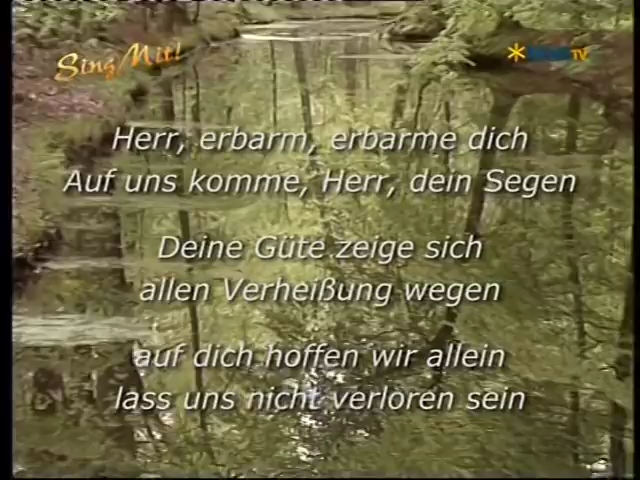 Sing Mit!
TV
Herr, erbarm, erbarme dich
Auf uns komme, Herr, dein Segen
Deine Güte zeige sich
allen Verheißung wegen
auf dich hoffen wir allein
lass uns nicht verloren sein